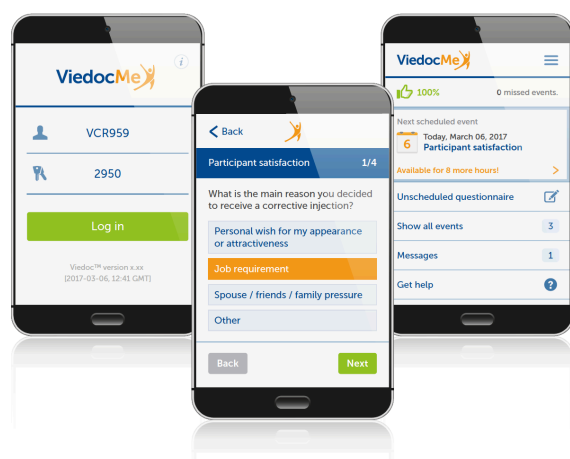 ViedocMe
i
VCR959
2950
Log in
Viedoc™ version x.xx
[2017-03-06, 12:41 GMT]
Back
Participant satisfaction 1/4
What is the main reason you decided
to receive a corrective injection?
Personal wish for my appearance
or attractiveness
Job requirement
Spouse / friends / family pressure
Other
Back Next
ViedocMe
100% 0 missed events.
Next scheduled event
6
Today, March 06, 2017
Participant satisfaction
Available for 8 more hours!
Unscheduled questionnaire
Show all events 3
Messages 1
Get help ?